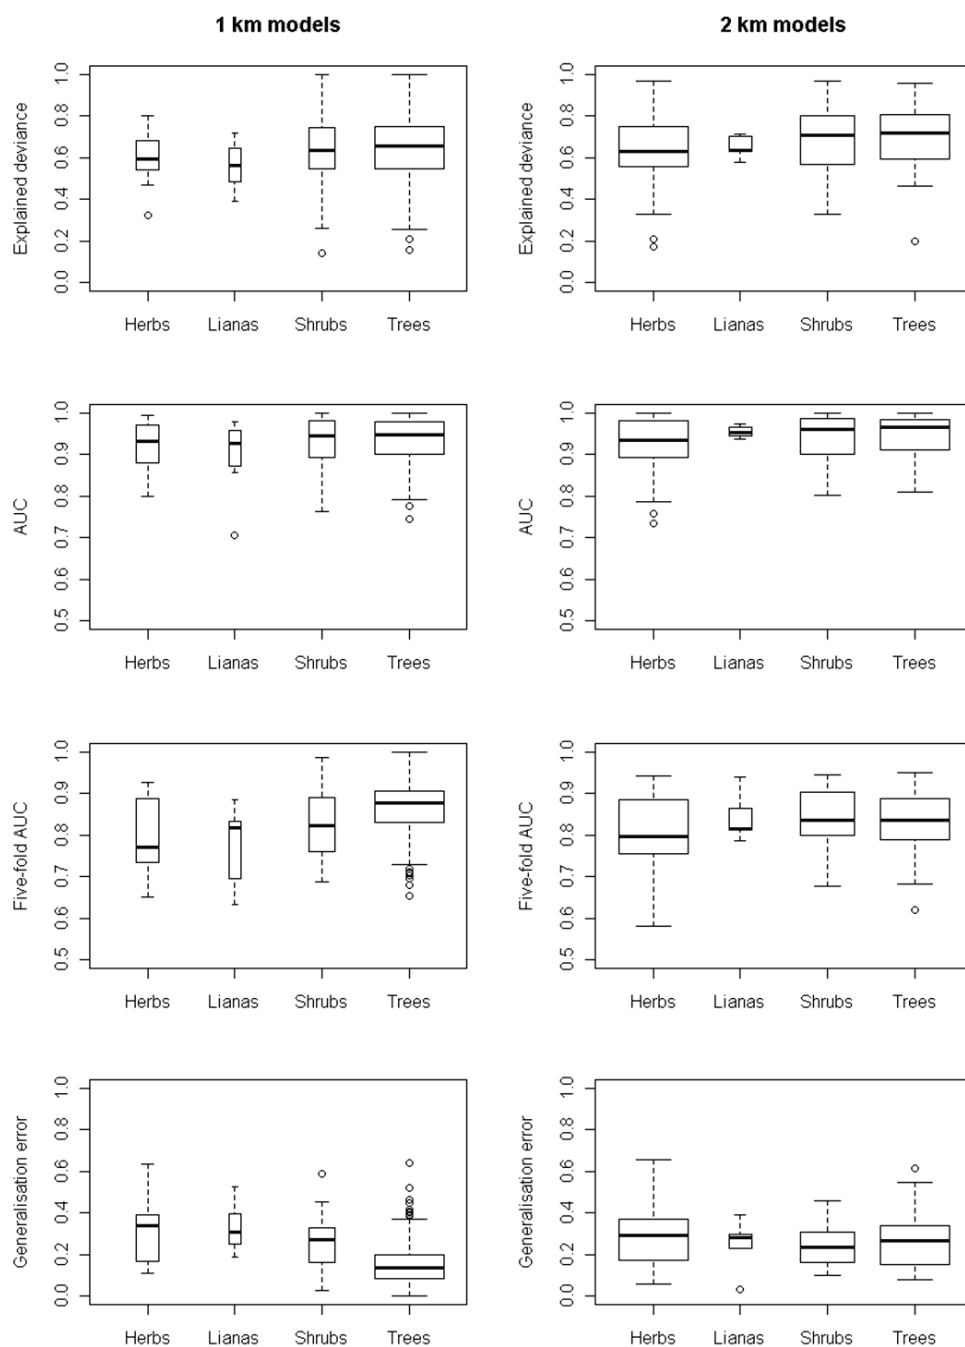 1 km models
2 km models
Explained deviance
0.0 0.2 0.4 0.6 0.8 1.0
Herbs Lianas Shrubs Trees
Explained deviance
0.0 0.2 0.4 0.6 0.8 1.0
Herbs Lianas Shrubs Trees
AUC
0.5 0.6 0.7 0.8 0.9 1.0
Herbs Lianas Shrubs Trees
AUC
0.5 0.6 0.7 0.8 0.9 1.0
Herbs Lianas Shrubs Trees
Five-fold AUC
0.5 0.6 0.7 0.8 0.9 1.0
Herbs Lianas Shrubs Trees
Five-fold AUC
0.5 0.6 0.7 0.8 0.9 1.0
Herbs Lianas Shrubs Trees
Generalisation error
0.0 0.2 0.4 0.6 0.8 1.0
Herbs Lianas Shrubs Trees
Generalisation error
0.0 0.2 0.4 0.6 0.8 1.0
Herbs Lianas Shrubs Trees